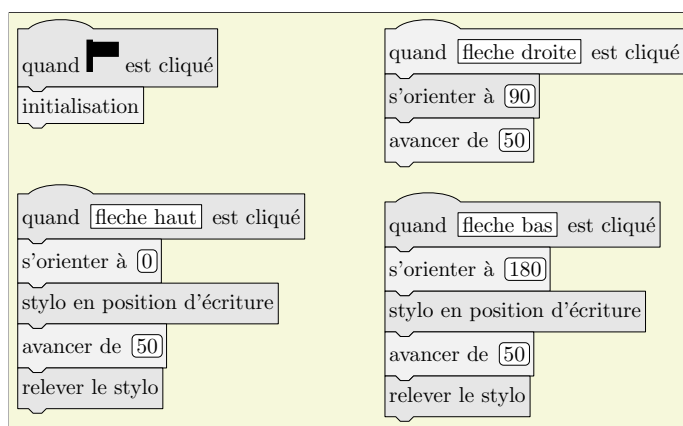 quand est cliqué
initialisation
quand fleche droite est cliqué
s'orienter à 90
avancer de 50
quand fleche haut est cliqué
s'orienter à 0
stylo en position d'écriture
avancer de 50
relever le stylo
quand fleche bas est cliqué
s'orienter à 180
stylo en position d'écriture
avancer de 50
relever le stylo